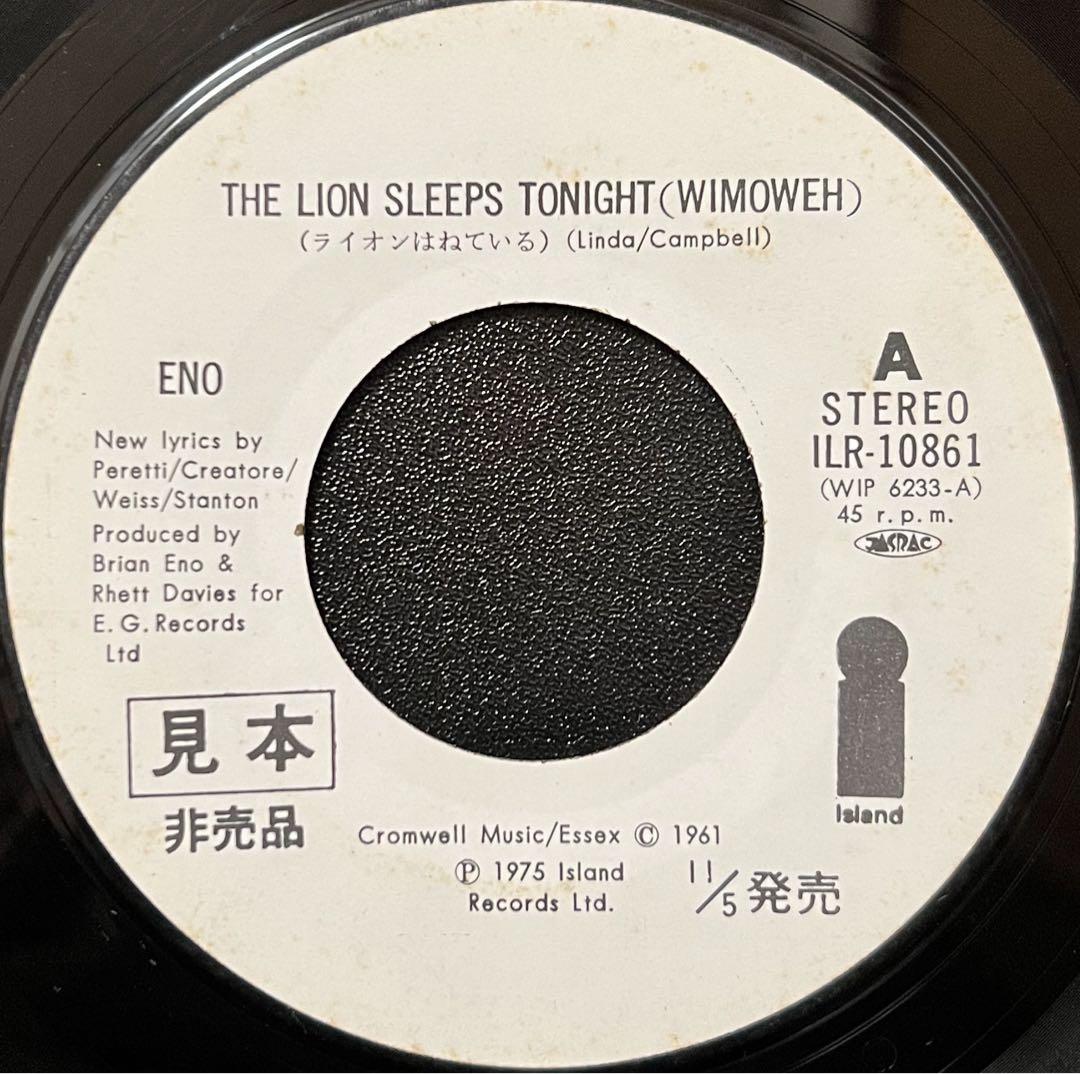 THE LION SLEEPS TONIGHT (WIMOWEH)
(ライオンはねている) (Linda/Campbell)
ENO
New lyrics by
Peretti/Creatore/
Weiss/Stanton
Produced by
Brian Eno &
Rhett Davies for
E. G. Records
Ltd
A
STEREO
ILR-10861
(WIP 6233-A)
45 r. p. m.
JASRAC
Island
見本
非売品
Cromwell Music/Essex © 1961
Ⓟ 1975 Island
Records Ltd.
11/5発売